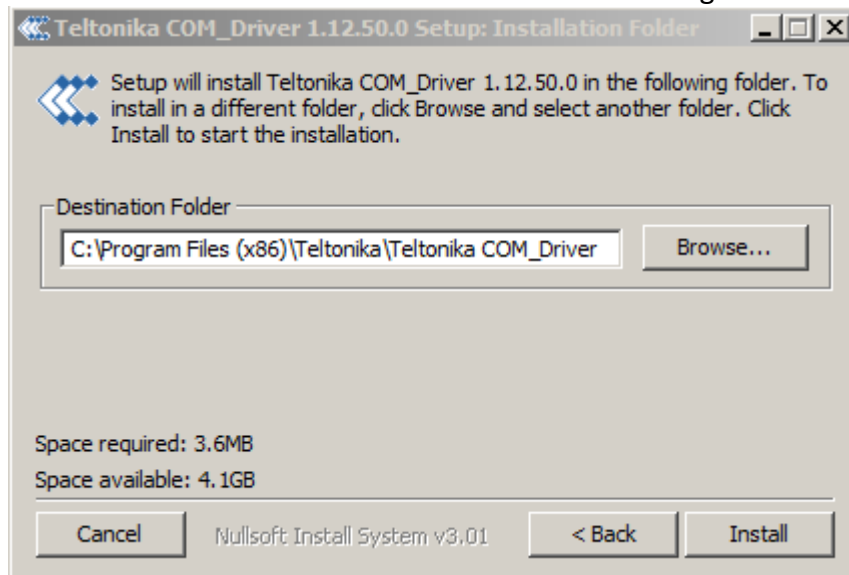 Teltonika COM_Driver 1.12.50.0 Setup: Installation Folder
Setup will install Teltonika COM_Driver 1.12.50.0 in the following folder. To
install in a different folder, click Browse and select another folder. Click
Install to start the installation.
Destination Folder
C:\Program Files (x86)\Teltonika\Teltonika COM_Driver
Browse...
Space required: 3.6MB
Space available: 4.1GB
Cancel
Nullsoft Install System v3.01
< Back
Install